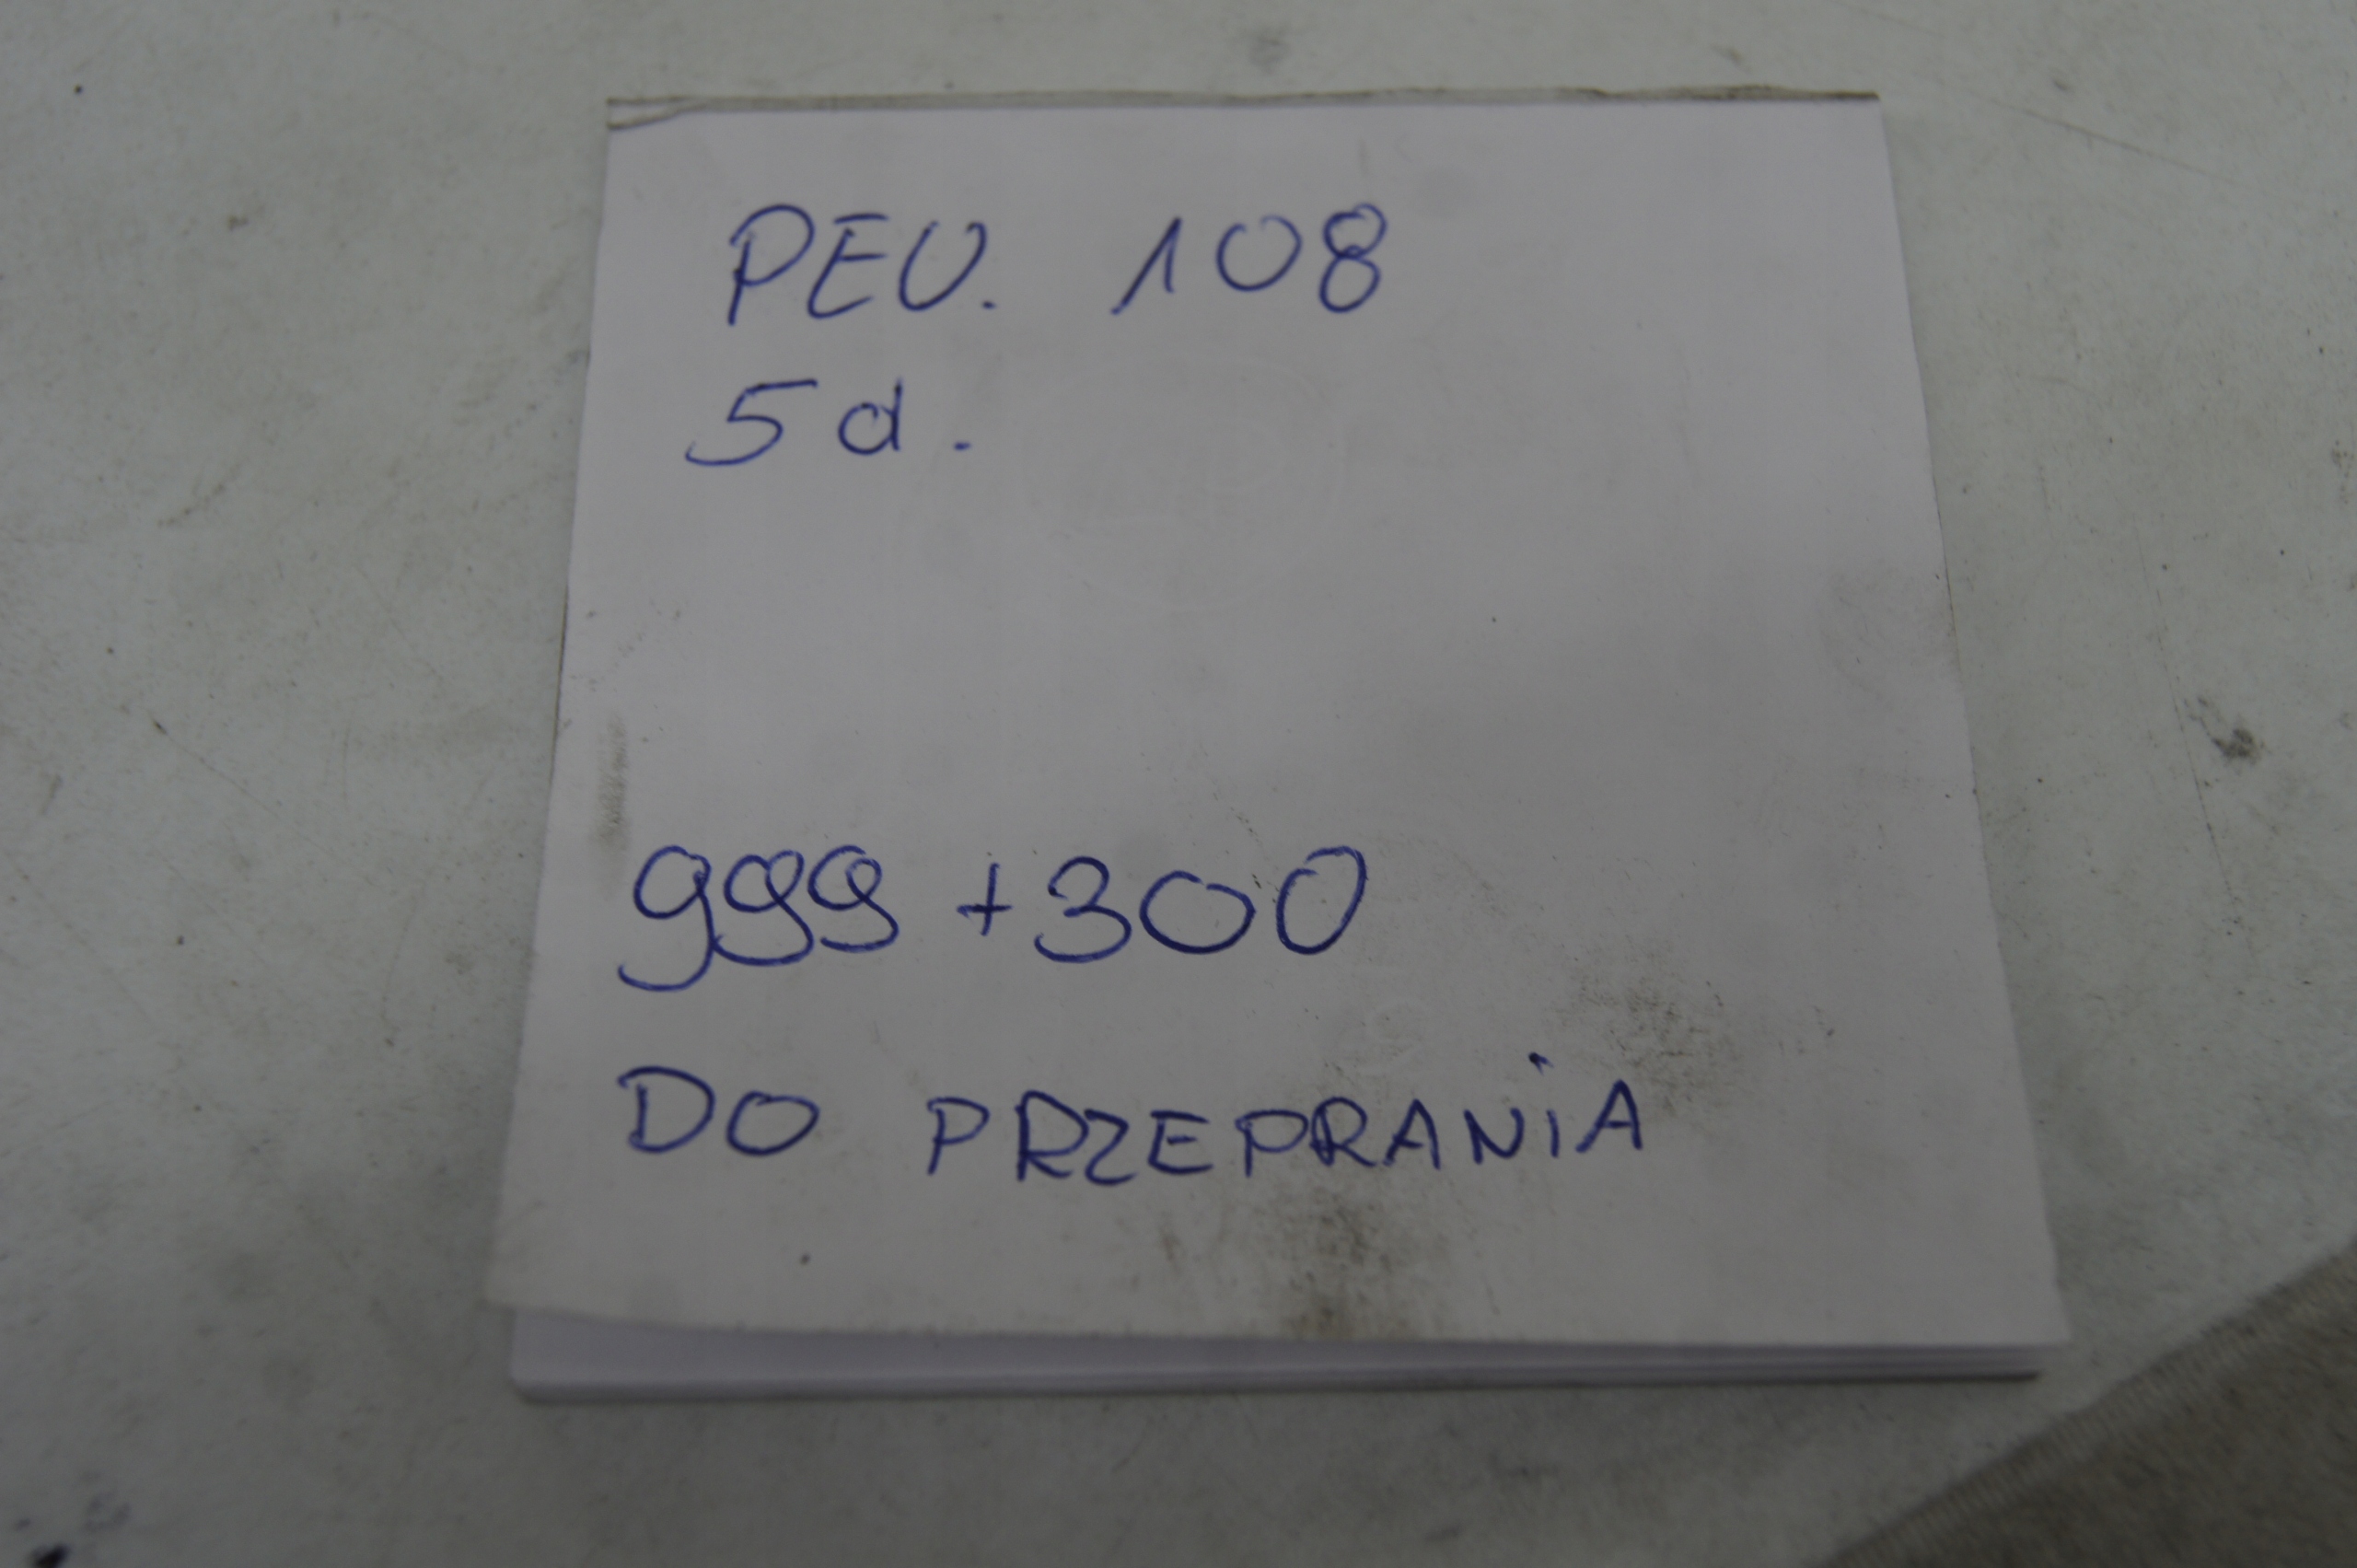 PEU. 108
5d.
999 +300
DO PRZEPRANiA